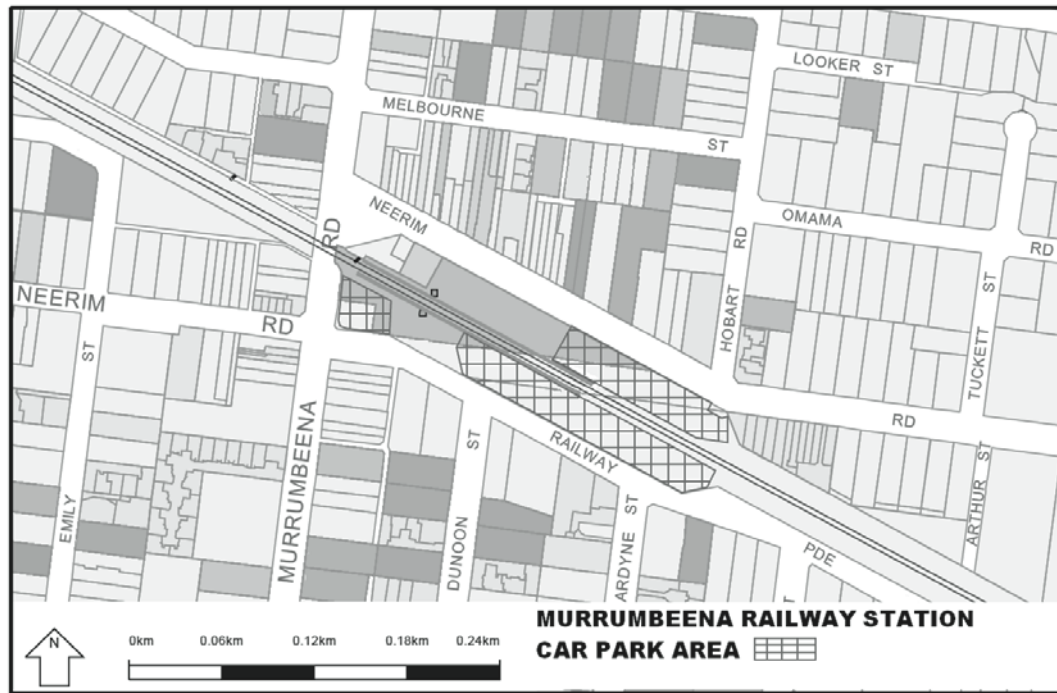 LOOKER ST
MELBOURNE
ST
NEERIM
OMAMA
RD
RD
RD
NEERIM
RD
HOBART
TUCKETT
ST
ST
RD
MURRUMBEENA
RAILWAY
ST
ARTHUR ST
EMILY
DUNOON
ARDYNE ST
PDE
N
0km 0.06km 0.12km 0.18km 0.24km
MURRUMBEENA RAILWAY STATION
CAR PARK AREA